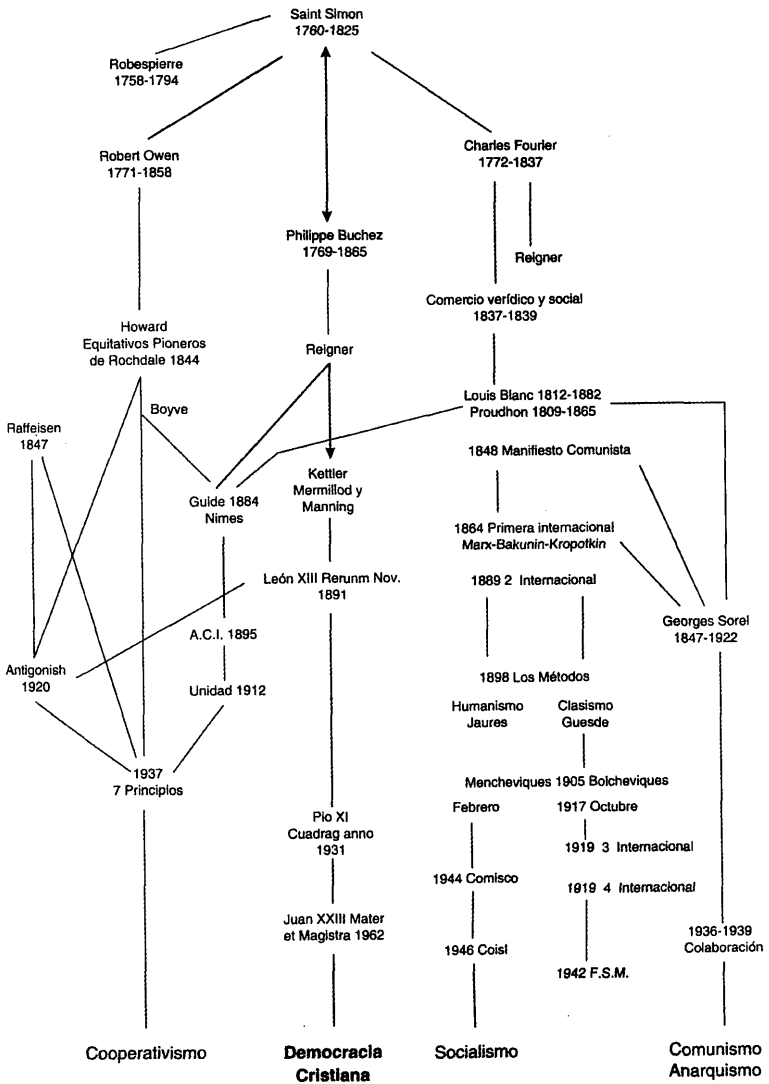 Saint Simon
1760-1825
Robespierre
1758-1794
Robert Owen
1771-1858
Charles Fourier
1772-1837
Philippe Buchez
1769-1865
Reigner
Comercio verídico y social
1837-1839
Howard
Equitativos Pioneros
de Rochdale 1844
Reigner
Louis Blanc 1812-1882
Proudhon 1809-1865
Boyve
Raffeisen
1847
1848 Manifiesto Comunista
Kettler
Mermillod y
Manning
Guide 1884
Nimes
1864 Primera internacional
Marx-Bakunin-Kropotkin
León XIII Rerunm Nov.
1891
1889 2 Internacional
Georges Sorel
1847-1922
A.C.I. 1895
Antigonish
1920
Unidad 1912
1898 Los Métodos
Humanismo
Jaures
Clasismo
Guesde
1937
7 Principios
Mencheviques 1905 Bolcheviques
Febrero
1917 Octubre
Pio XI
Cuadrag anno
1931
1919 3 Internacional
1944 Comisco
1919 4 Internacional
Juan XXIII Mater
et Magistra 1962
1936-1939
Colaboración
1946 Coisl
1942 F.S.M.
Cooperativismo
Democracia
Cristiana
Socialismo
Comunismo
Anarquismo